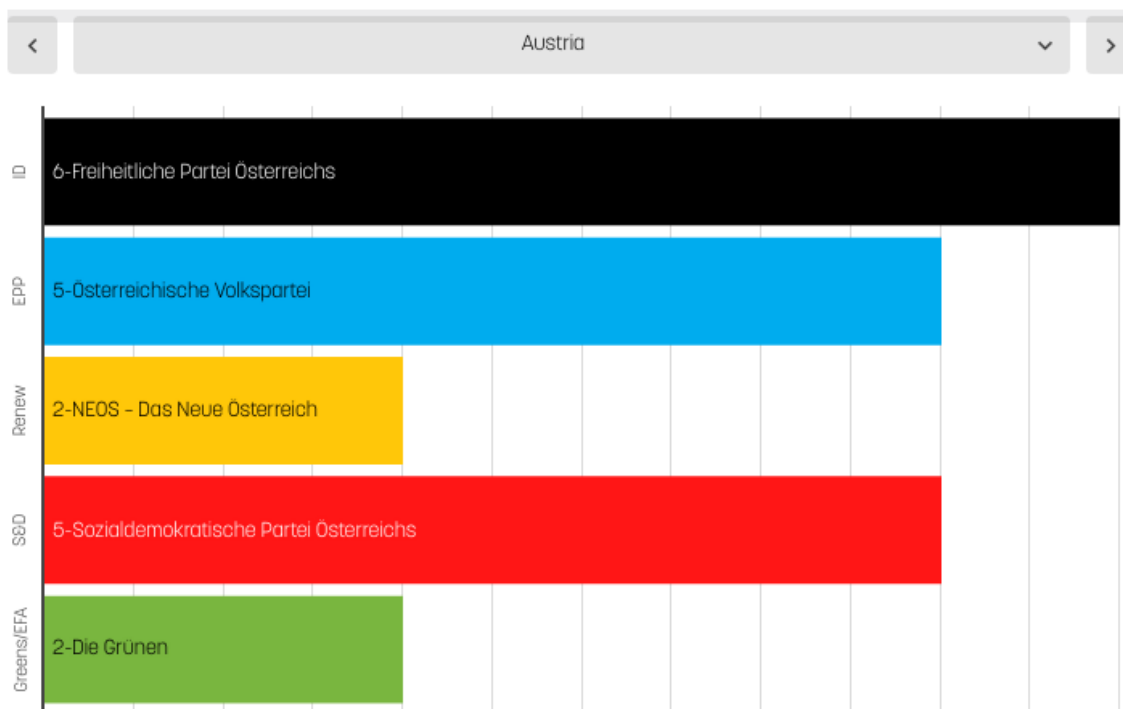 Austria
ID
6-Freiheitliche Partei Österreichs
EPP
5-Österreichische Volkspartei
Renew
2-NEOS – Das Neue Österreich
S&D
5-Sozialdemokratische Partei Österreichs
Greens/EFA
2-Die Grünen